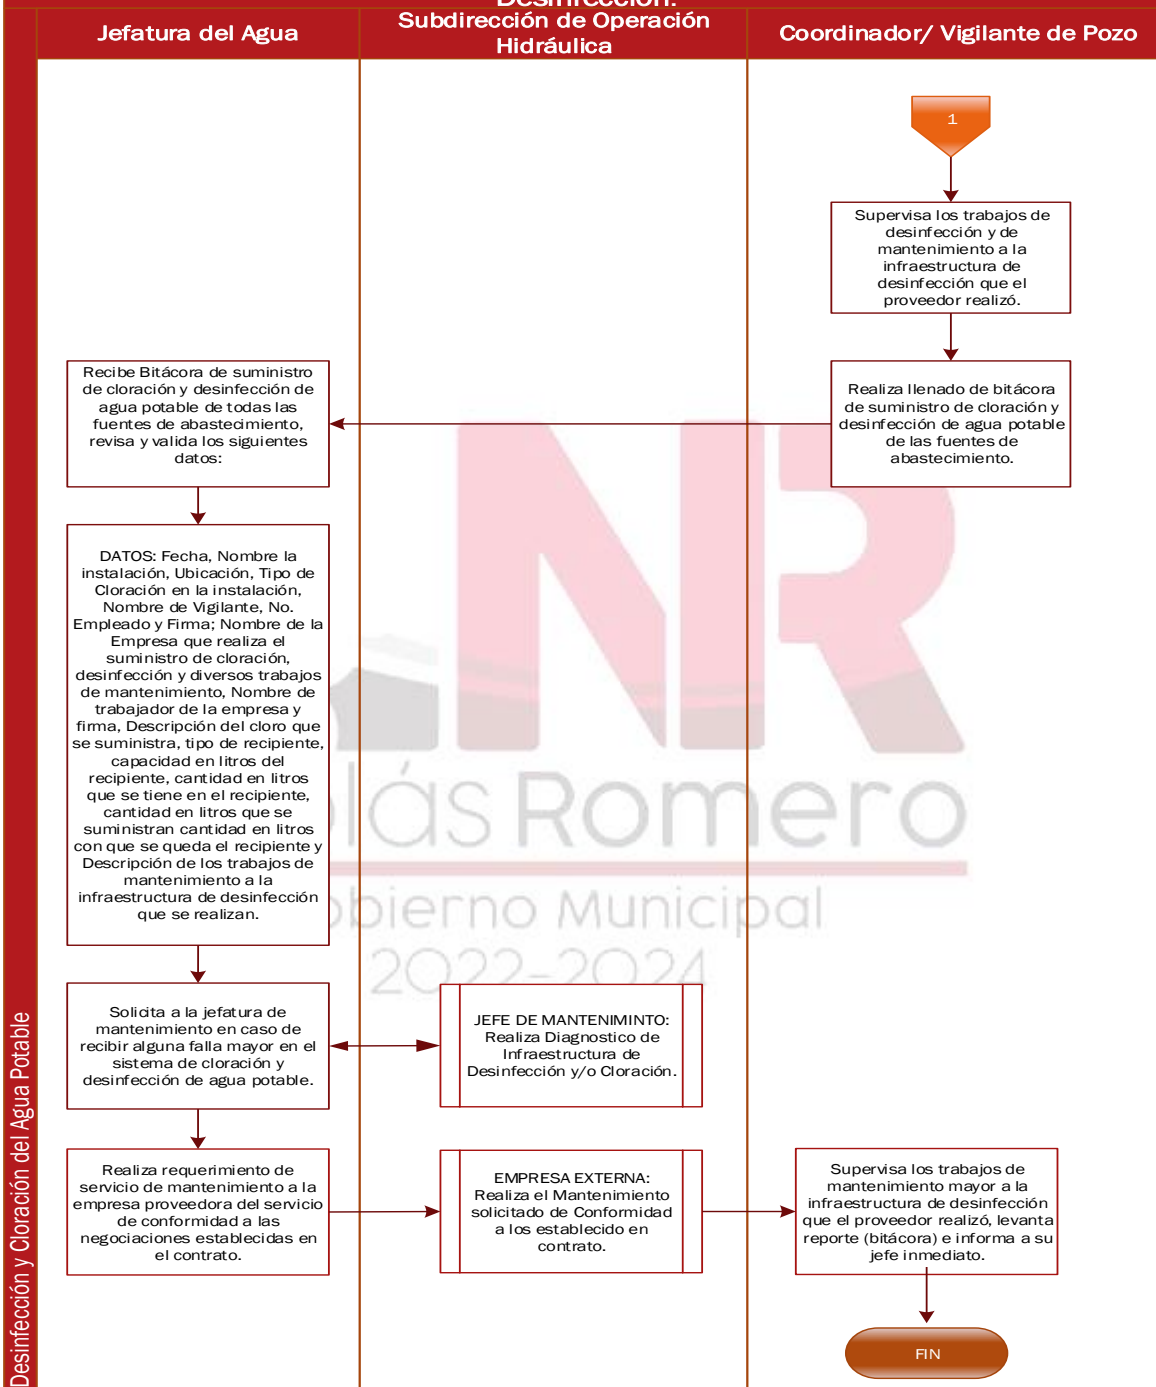 Desinfección.
Jefatura del Agua
Subdirección de Operación
Hidráulica
Coordinador/ Vigilante de Pozo
1
Supervisa los trabajos de
desinfección y de
mantenimiento a la
infraestructura de
desinfección que el
proveedor realizó.
Recibe Bitácora de suministro
de cloración y desinfección de
agua potable de todas las
fuentes de abastecimiento,
revisa y valida los siguientes
datos:
Realiza llenado de bitácora
de suministro de cloración y
desinfección de agua potable
de las fuentes de
abastecimiento.
DATOS: Fecha, Nombre la
instalación, Ubicación, Tipo de
Cloración en la instalación,
Nombre de Vigilante, No.
Empleado y Firma; Nombre de la
Empresa que realiza el
suministro de cloración,
desinfección y diversos trabajos
de mantenimiento, Nombre de
trabajador de la empresa y
firma, Descripción del cloro que
se suministra, tipo de recipiente,
capacidad en litros del
recipiente, cantidad en litros
que se tiene en el recipiente,
cantidad en litros que se
suministran cantidad en litros
con que se queda el recipiente y
Descripción de los trabajos de
mantenimiento a la
infraestructura de desinfección
que se realizan.
NR
olás Romero
obierno Municipal
2022-2024
Solicita a la jefatura de
mantenimiento en caso de
recibir alguna falla mayor en el
sistema de cloración y
desinfección de agua potable.
JEFE DE MANTENIMINTO:
Realiza Diagnostico de
Infraestructura de
Desinfección y/o Cloración.
Realiza requerimiento de
servicio de mantenimiento a la
empresa proveedora del servicio
de conformidad a las
negociaciones establecidas en
el contrato.
EMPRESA EXTERNA:
Realiza el Mantenimiento
solicitado de Conformidad
a los establecido en
contrato.
Supervisa los trabajos de
mantenimiento mayor a la
infraestructura de desinfección
que el proveedor realizó, levanta
reporte (bitácora) e informa a su
jefe inmediato.
FIN
Desinfección y Cloración del Agua Potable